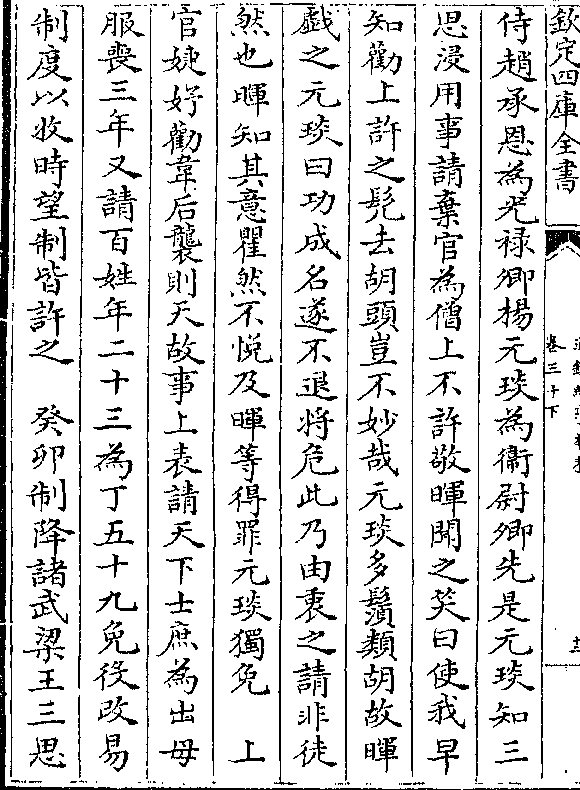 欽定四庫全書
卷三十下
侍趙承恩為光禄卿楊元琰為衞尉卿先是元琰知三
思浸用事請棄官為僧上不許敬暉聞之笑曰使我早
知勸上許之髠去胡頭豈不妙哉元琰多鬚類胡故暉
戲之元琰曰功成名遂不退將危此乃由衷之請非徒
然也暉知其意瞿然不悦及暉等得罪元琰獨免　上
官婕妤勸韋后襲則天故事上表請天下士庶為出母
服喪三年又請百姓年二十三為丁五十九免役改易
制度以收時望制皆許之　癸卯制降諸武梁王三思